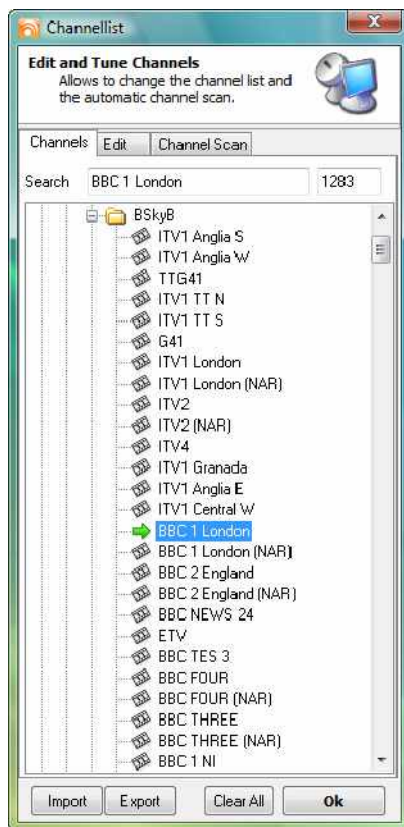 Channellist
Edit and Tune Channels
Allows to change the channel list and
the automatic channel scan.
Channels Edit Channel Scan
Search BBC 1 London 1283
BSkyB
ITV1 Anglia S
ITV1 Anglia W
TTG41
ITV1 TT N
ITV1 TT S
G41
ITV1 London
ITV1 London (NAR)
ITV2
ITV2 (NAR)
ITV4
ITV1 Granada
ITV1 Anglia E
ITV1 Central W
BBC 1 London
BBC 1 London (NAR)
BBC 2 England
BBC 2 England (NAR)
BBC NEWS 24
ETV
BBC TES 3
BBC FOUR
BBC FOUR (NAR)
BBC THREE
BBC THREE (NAR)
BBC 1 NI
Import Export Clear All Ok